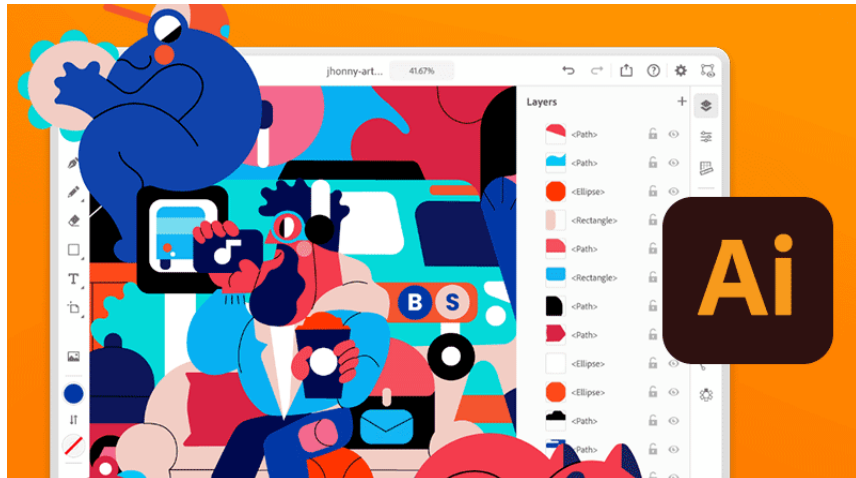 jhonny-art...
41.67%
Layers
<Path>
<Path>
<Ellipse>
<Rectangle>
<Path>
<Rectangle>
<Path>
<Path>
<Ellipse>
<Ellipse>
<Path>
<Path>
T
B S
Ai